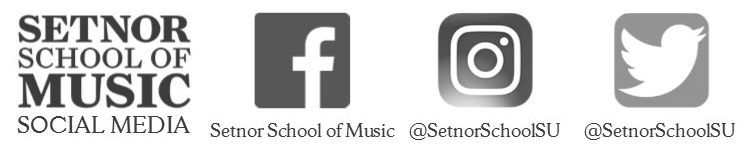 SETNOR
SCHOOL OF
MUSIC
SOCIAL MEDIA
Setnor School of Music
@SetnorSchoolSU
@SetnorSchoolSU